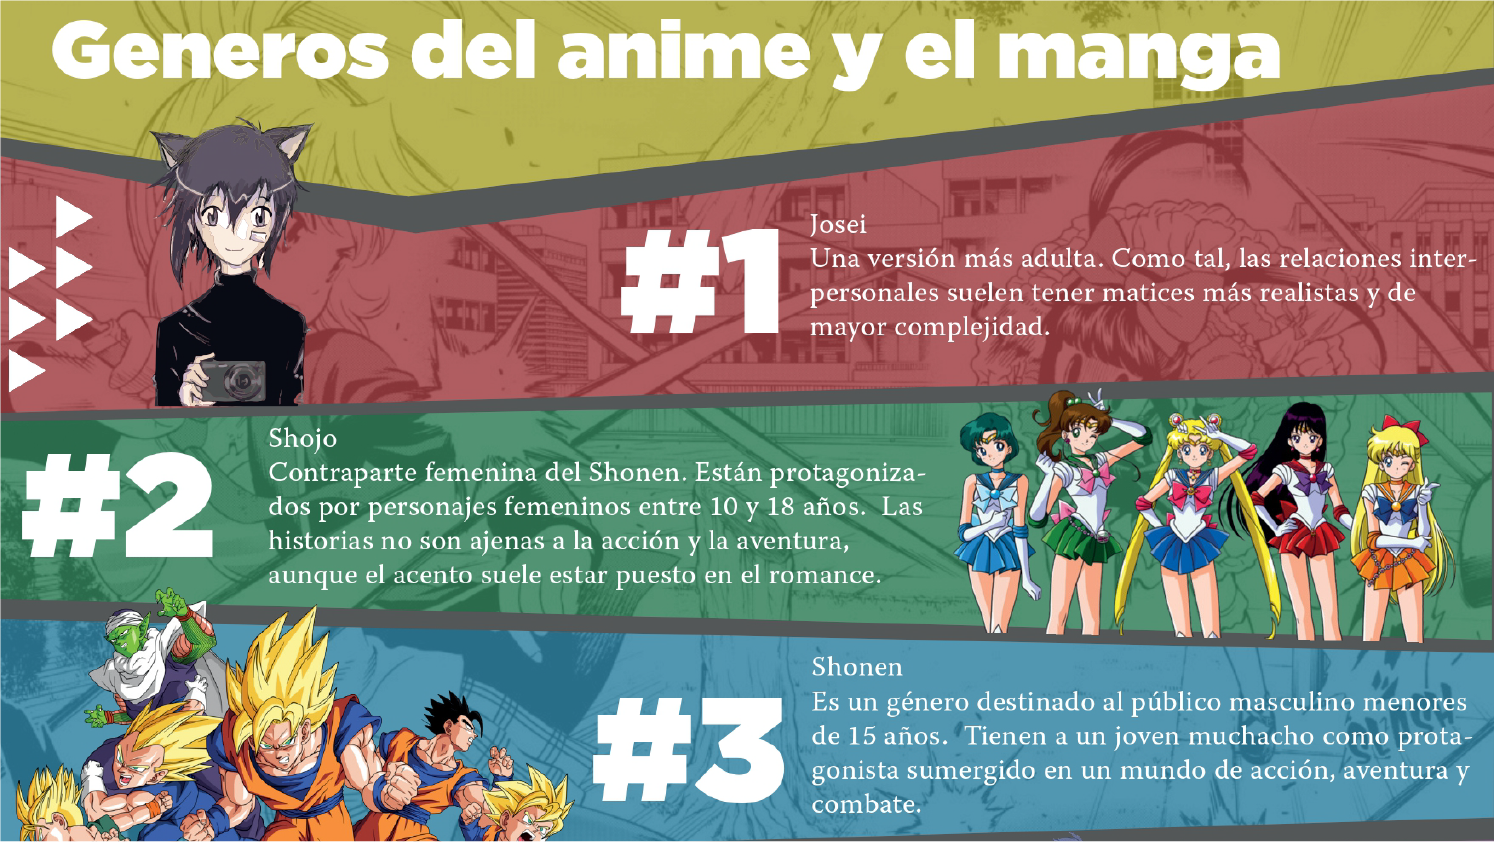 Generos del anime y el manga
#1
Josei
Una versión más adulta. Como tal, las relaciones inter-
personales suelen tener matices más realistas y de
mayor complejidad.
#2
Shojo
Contraparte femenina del Shonen. Están protagoniza-
dos por personajes femeninos entre 10 y 18 años.  Las
historias no son ajenas a la acción y la aventura,
aunque el acento suele estar puesto en el romance.
#3
Shonen
Es un género destinado al público masculino menores
de 15 años.  Tienen a un joven muchacho como prota-
gonista sumergido en un mundo de acción, aventura y
combate.